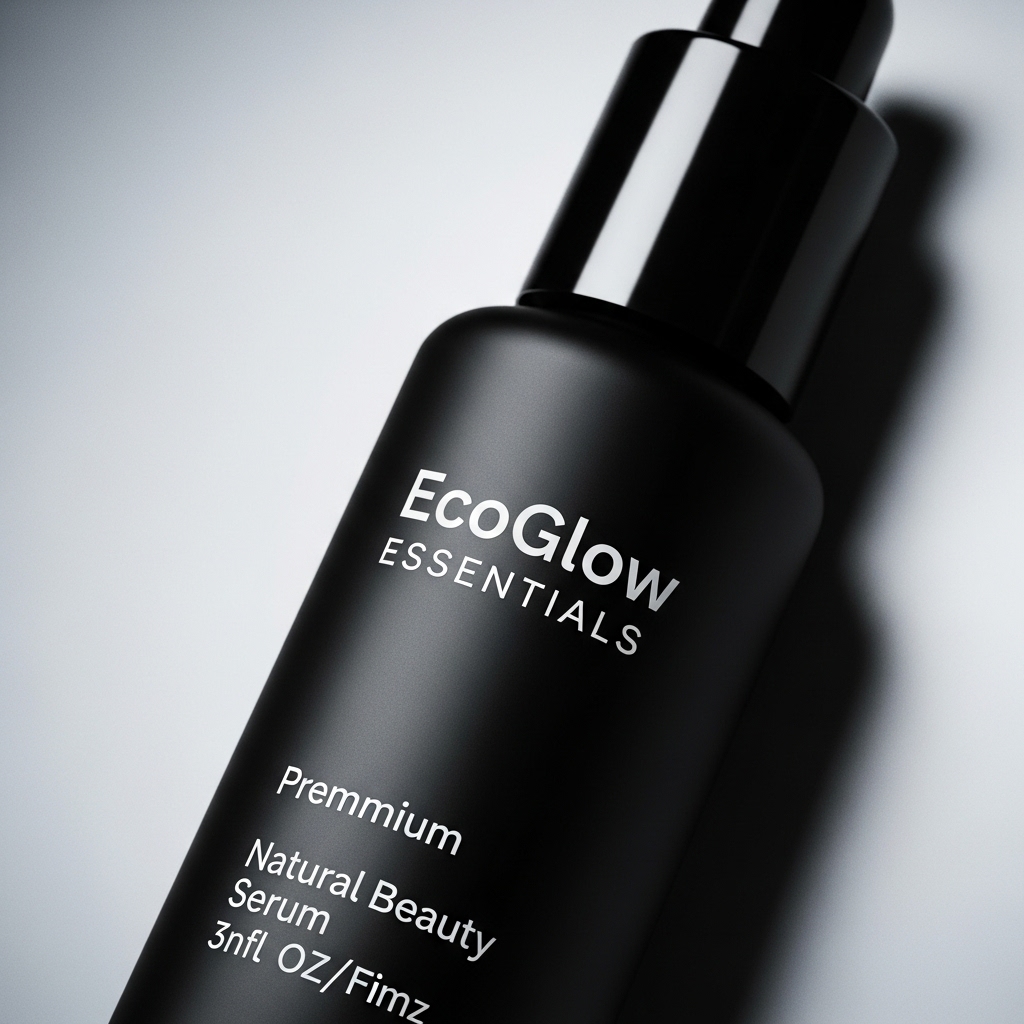 EcoGlow
ESSENTIALS
Premmium
Natural Beauty
Serum
3nfl OZ/Fimz